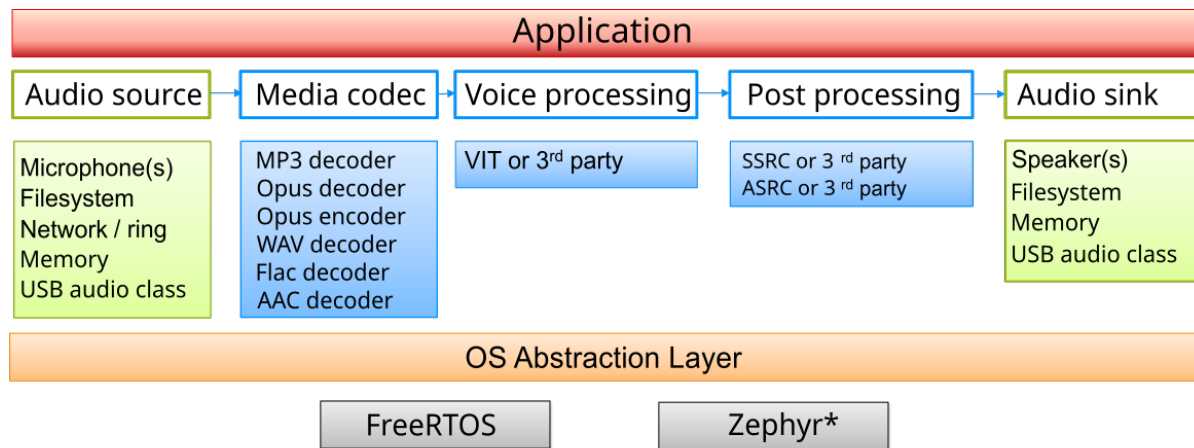 Application
Audio source
Media codec
Voice processing
Post processing
Audio sink
Microphone(s)
Filesystem
Network / ring
Memory
USB audio class
MP3 decoder
Opus decoder
Opus encoder
WAV decoder
Flac decoder
AAC decoder
VIT or 3rd party
SSRC or 3 rd party
ASRC or 3 rd party
Speaker(s)
Filesystem
Memory
USB audio class
OS Abstraction Layer
FreeRTOS
Zephyr*